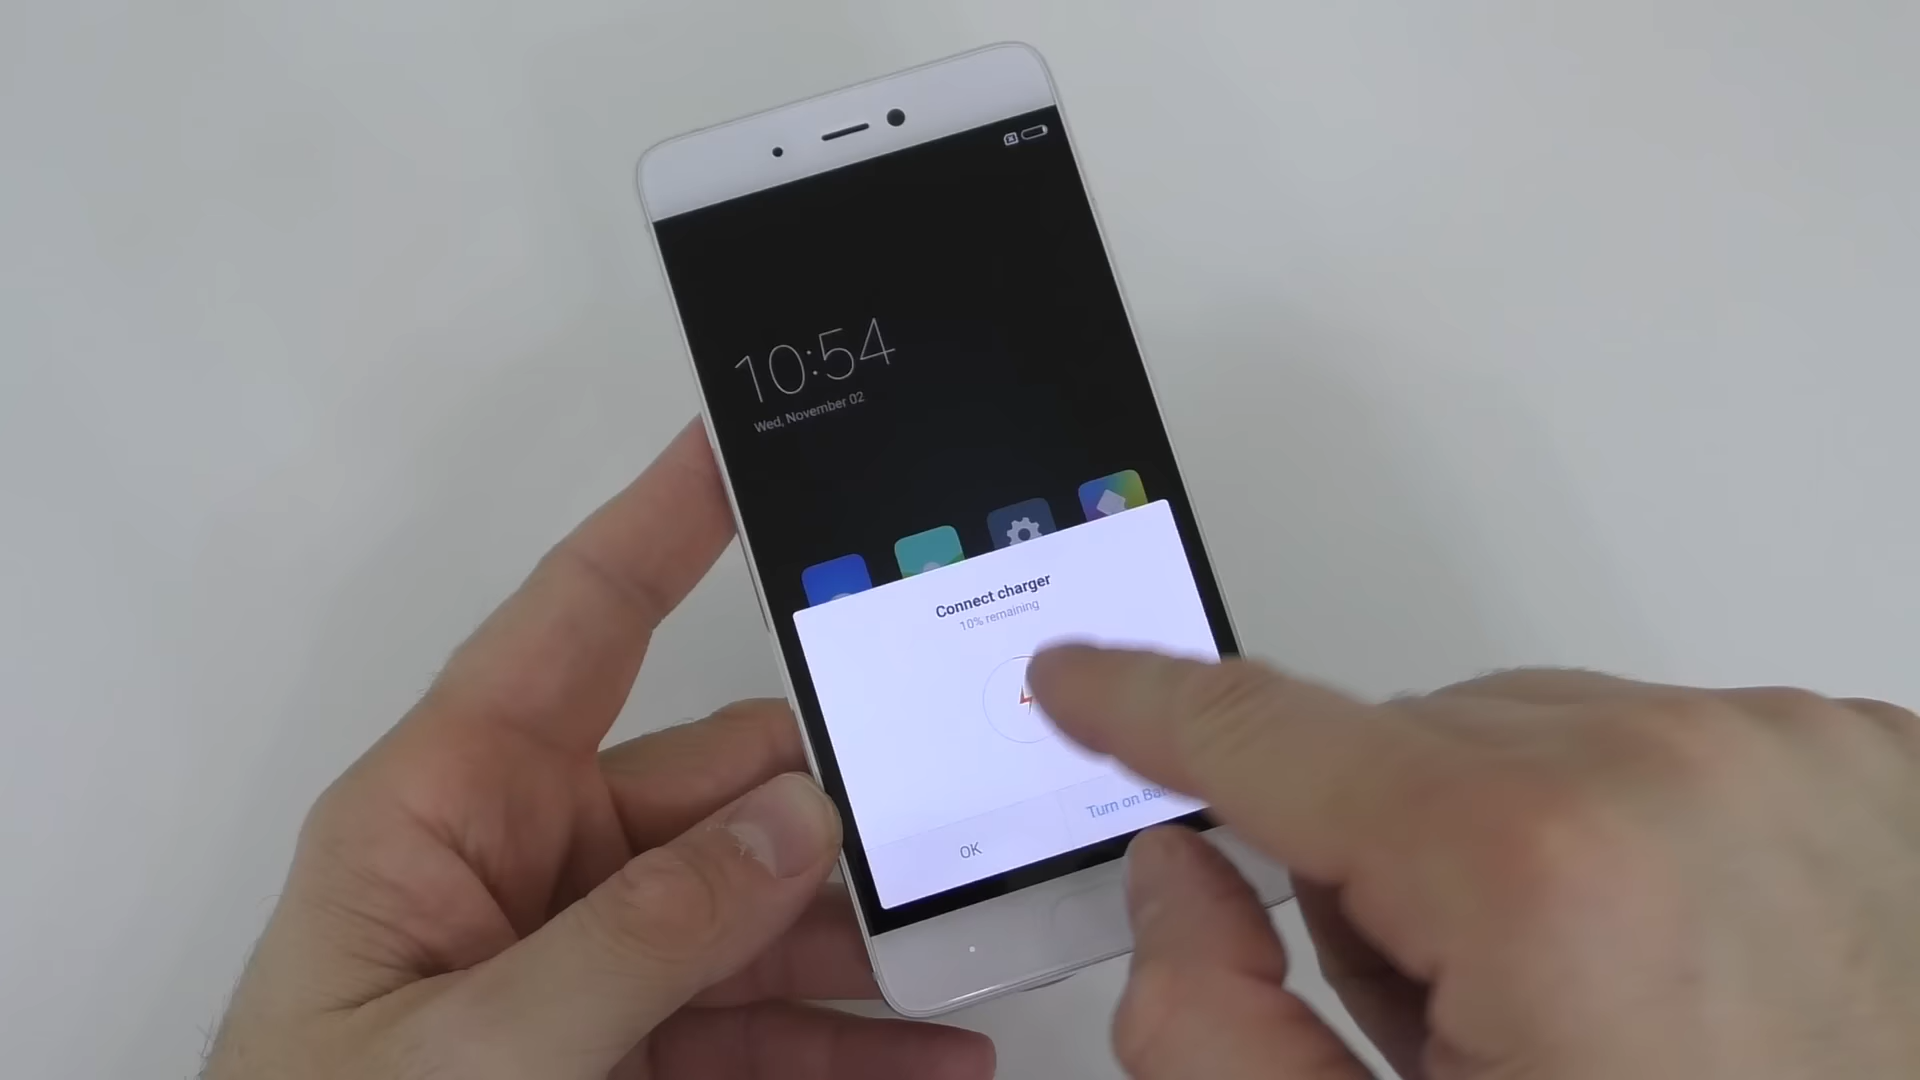 10:54
Wed, November 02
Connect charger
10% remaining
OK
Turn on